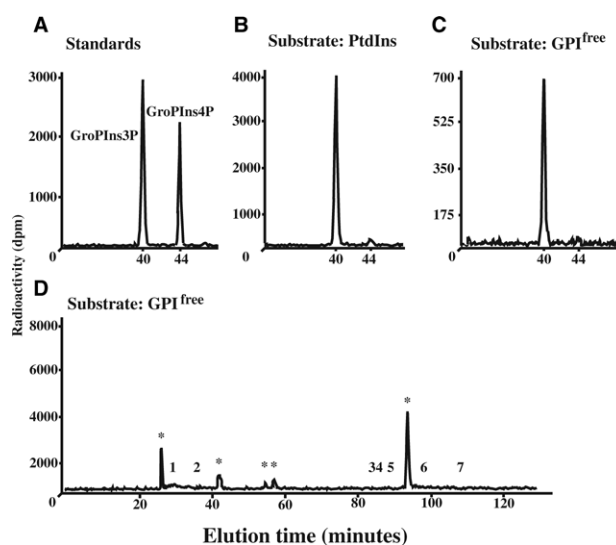 A Standards
3000
2000
1000
0
GroPIns3P
GroPIns4P
40 44
B Substrate: PtdIns
4000
3000
2000
1000
0
40 44
C Substrate: GPIfree
700
525
350
175
0
40 44
Radioactivity (dpm)
D Substrate: GPIfree
8000
6000
4000
2000
0
* 1 2 * * * 34 5 * 6 7
20 40 60 80 100 120
Elution time (minutes)